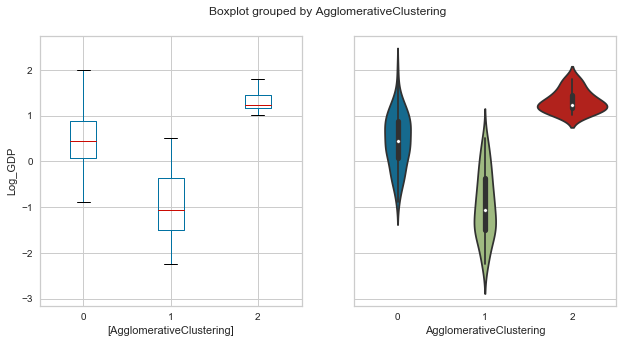 Boxplot grouped by AgglomerativeClustering
Log_GDP
2
1
0
−1
−2
−3
0 1 2
[AgglomerativeClustering]
0 1 2
AgglomerativeClustering